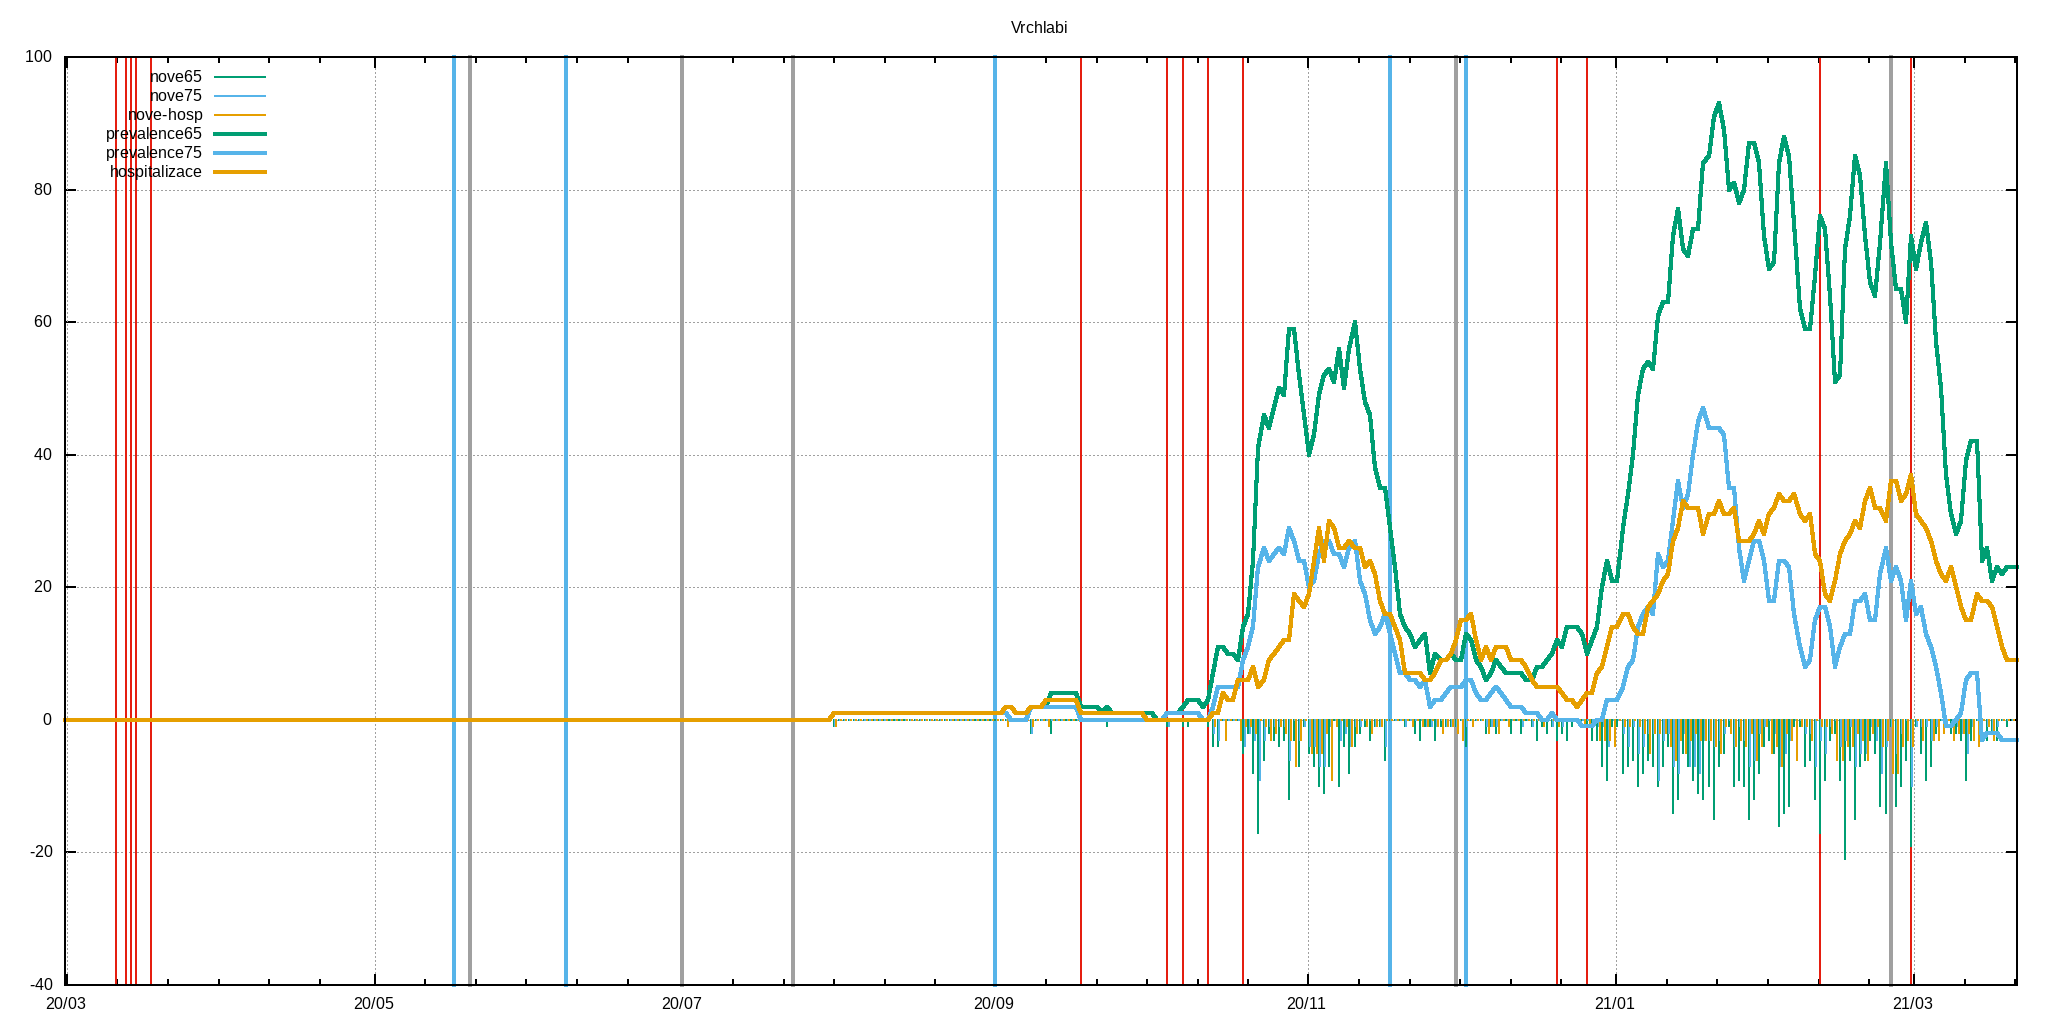 Vrchlabi
100
80
60
40
20
0
-20
-40
nove65
nove75
nove-hosp
prevalence65
prevalence75
hospitalizace
20/03 20/05 20/07 20/09 20/11 21/01 21/03